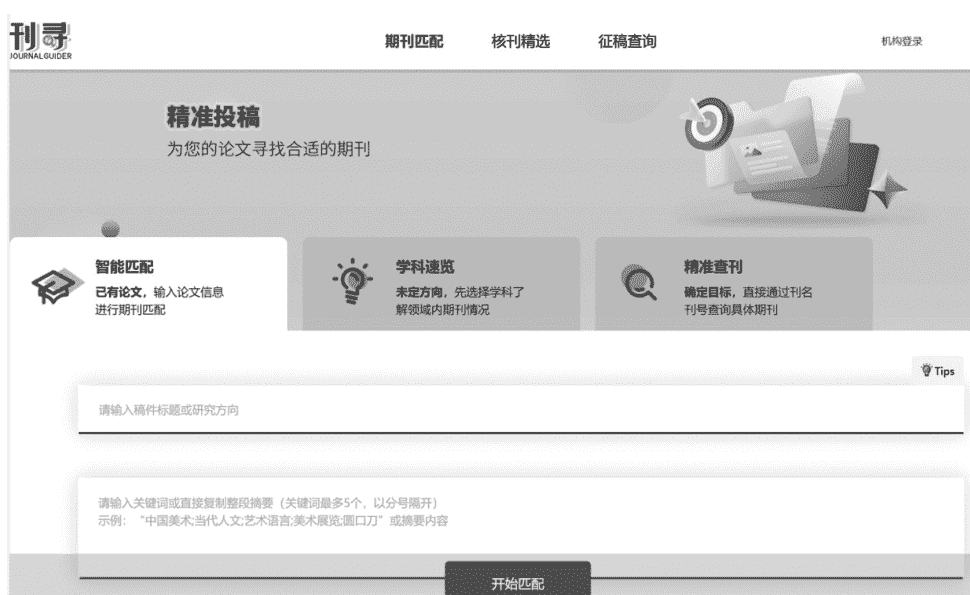 刊寻
JOURNALGUIDER
期刊匹配 核刊精选 征稿查询 机构登录
精准投稿
为您的论文寻找合适的期刊
智能匹配
已有论文，输入论文信息
进行期刊匹配
学科速览
未定方向，先选择学科了
解领域内期刊情况
精准查刊
确定目标，直接通过刊名
刊号查询具体期刊
Tips
请输入稿件标题或研究方向
请输入关键词或直接复制整段摘要（关键词最多5个，以分号隔开）
示例：“中国美术;当代人文;艺术语言;美术展览;圆口刀”或摘要内容
开始匹配